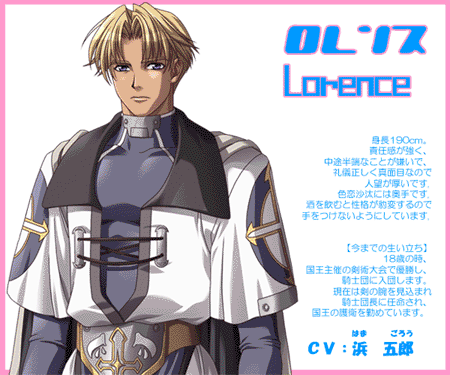 ロレンス
Lorence
身長190cm。
責任感が強く、
中途半端なことが嫌いで、
礼儀正しく真面目なので
人望が厚いです。
色恋沙汰には奥手です。
酒を飲むと性格が豹変するので
手をつけないようにしています。
【今までの生い立ち】
18歳の時、
国王主催の剣術大会で優勝し、
騎士団に入団します。
現在は剣の腕を見込まれ
騎士団長に任命され、
国王の護衛を勤めています。
はま ごろう
CV:浜 五郎